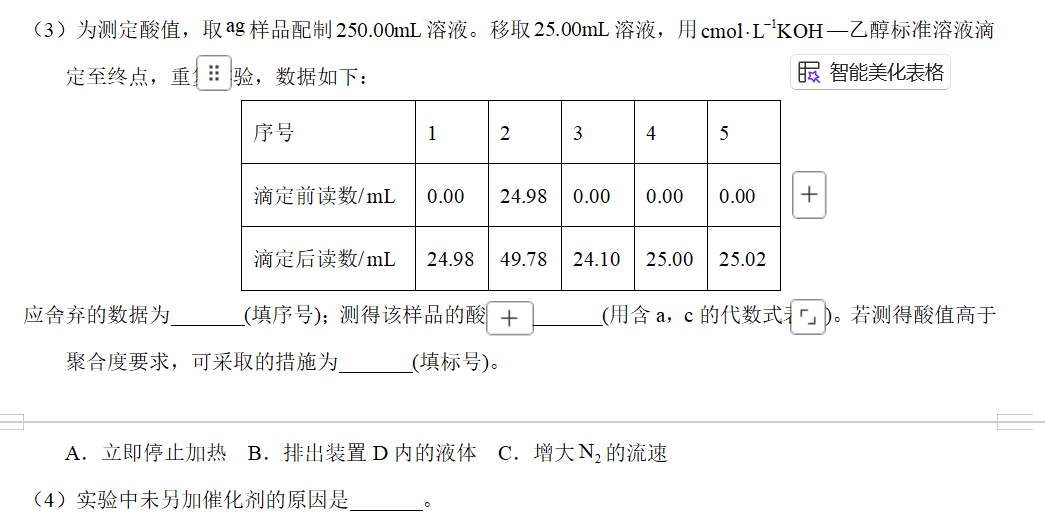 （3）为测定酸值，取ag样品配制250.00mL溶液。移取25.00mL溶液，用cmol·L⁻¹KOH—乙醇标准溶液滴
定至终点，重 验，数据如下：
智能美化表格
序号 1 2 3 4 5
滴定前读数/mL 0.00 24.98 0.00 0.00 0.00
滴定后读数/mL 24.98 49.78 24.10 25.00 25.02
应舍弃的数据为_______(填序号)；测得该样品的酸 _______(用含a，c的代数式 )。若测得酸值高于
聚合度要求，可采取的措施为_______(填标号)。
A．立即停止加热 B．排出装置D内的液体 C．增大N₂的流速
（4）实验中未另加催化剂的原因是_______。